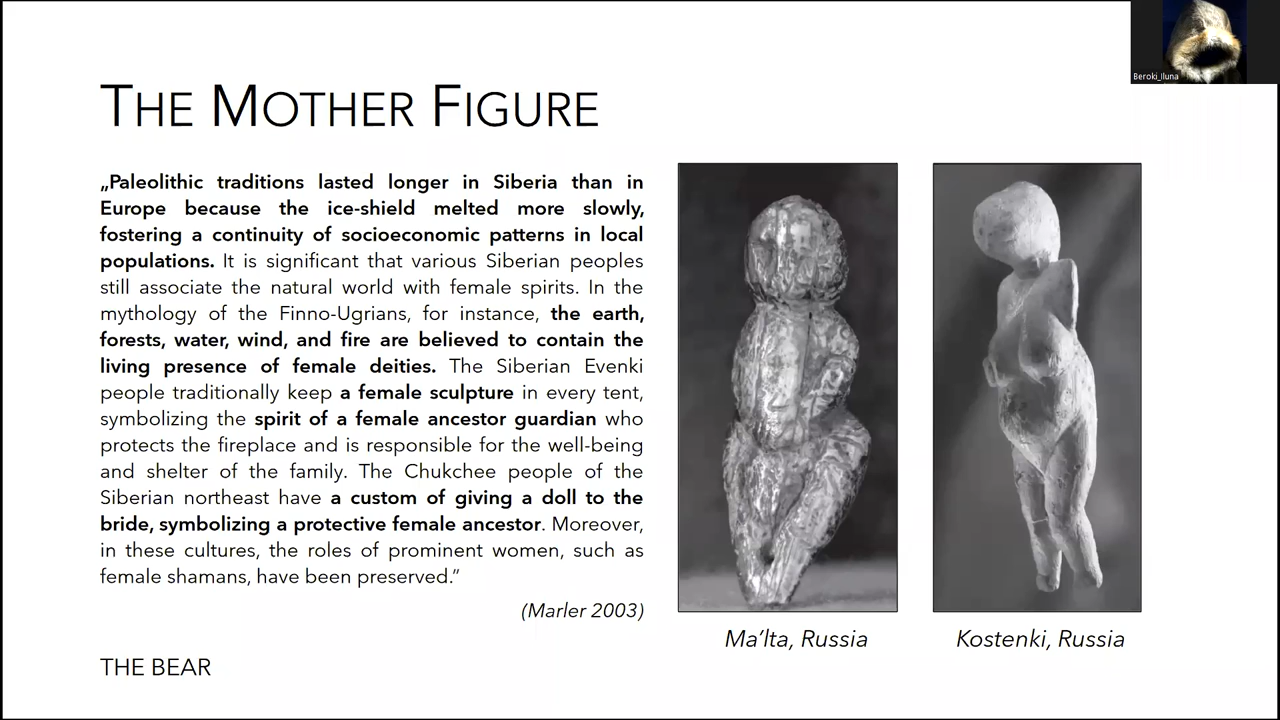 Beroki_Iluna
THE MOTHER FIGURE
„Paleolithic traditions lasted longer in Siberia than in
Europe because the ice-shield melted more slowly,
fostering a continuity of socioeconomic patterns in local
populations. It is significant that various Siberian peoples
still associate the natural world with female spirits. In the
mythology of the Finno-Ugrians, for instance, the earth,
forests, water, wind, and fire are believed to contain the
living presence of female deities. The Siberian Evenki
people traditionally keep a female sculpture in every tent,
symbolizing the spirit of a female ancestor guardian who
protects the fireplace and is responsible for the well-being
and shelter of the family. The Chukchee people of the
Siberian northeast have a custom of giving a doll to the
bride, symbolizing a protective female ancestor. Moreover,
in these cultures, the roles of prominent women, such as
female shamans, have been preserved.”
(Marler 2003)
Ma’lta, Russia
Kostenki, Russia
THE BEAR